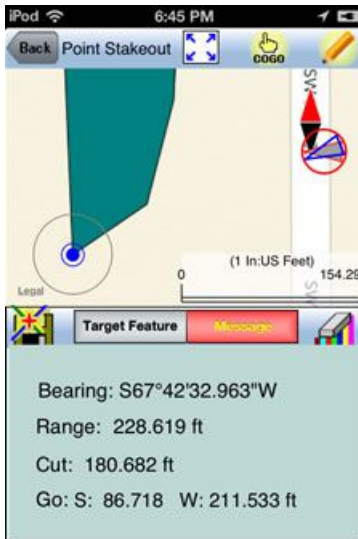 iPod 6:45 PM
Back Point Stakeout COGO
SW
(1 In:US Feet)
0 154.29
Legal SW
Target Feature Message
Bearing: S67°42'32.963"W
Range: 228.619 ft
Cut: 180.682 ft
Go: S: 86.718 W: 211.533 ft